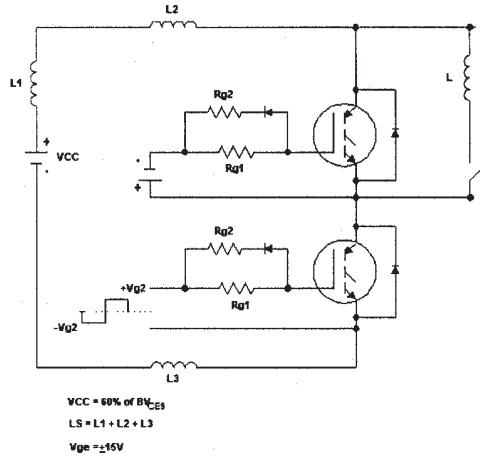 L2
L1
L
Rg2
+
VCC
-
-
+
Rg1
Rg2
+Vg2
Rg1
-Vg2
L3
VCC = 60% of BVCES
LS = L1 + L2 + L3
Vge = ±15V